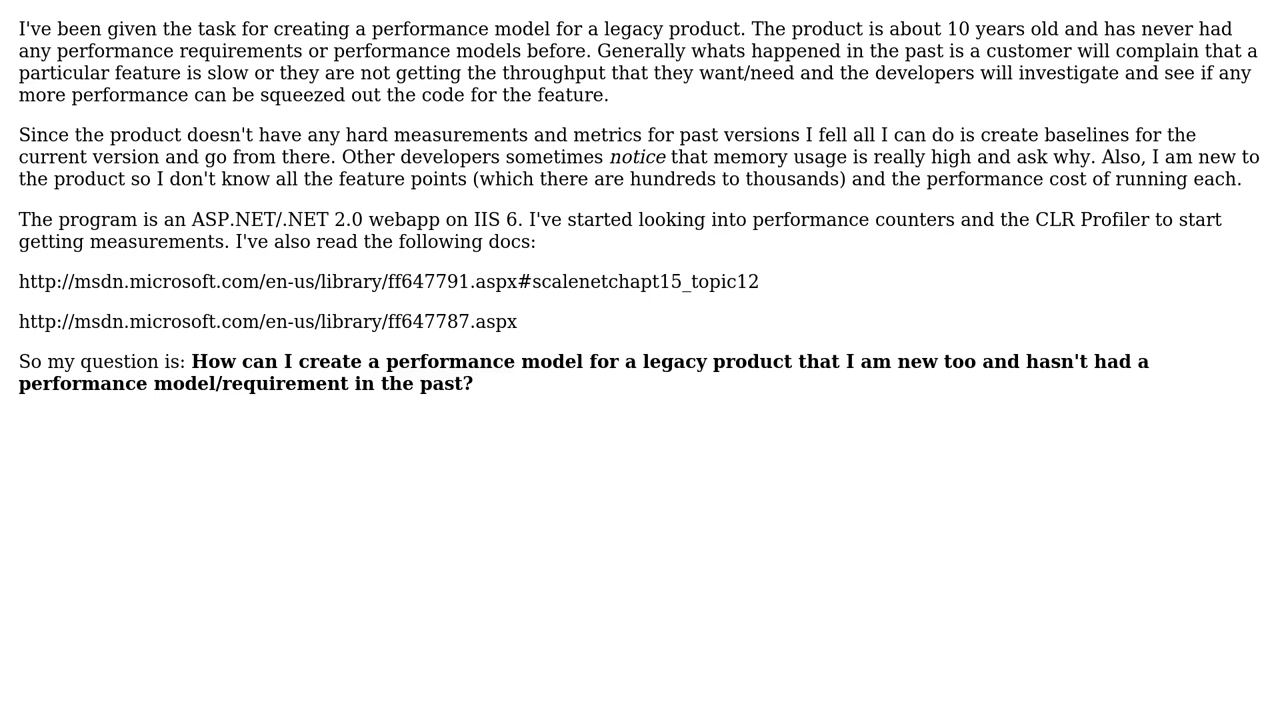 I've been given the task for creating a performance model for a legacy product. The product is about 10 years old and has never had
any performance requirements or performance models before. Generally whats happened in the past is a customer will complain that a
particular feature is slow or they are not getting the throughput that they want/need and the developers will investigate and see if any
more performance can be squeezed out the code for the feature.
Since the product doesn't have any hard measurements and metrics for past versions I fell all I can do is create baselines for the
current version and go from there. Other developers sometimes notice that memory usage is really high and ask why. Also, I am new to
the product so I don't know all the feature points (which there are hundreds to thousands) and the performance cost of running each.
The program is an ASP.NET/.NET 2.0 webapp on IIS 6. I've started looking into performance counters and the CLR Profiler to start
getting measurements. I've also read the following docs:
http://msdn.microsoft.com/en-us/library/ff647791.aspx#scalenetchapt15_topic12
http://msdn.microsoft.com/en-us/library/ff647787.aspx
So my question is: How can I create a performance model for a legacy product that I am new too and hasn't had a
performance model/requirement in the past?